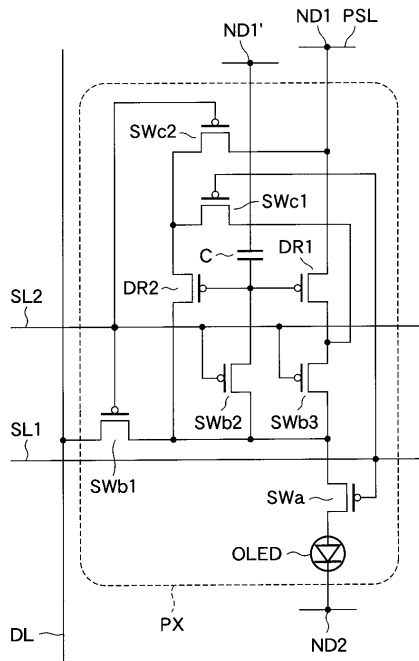 ND1' ND1 PSL
SWc2
SWc1
C DR1
DR2
SL2
SWb2 SWb3
SL1
SWb1
SWa
OLED
DL PX ND2